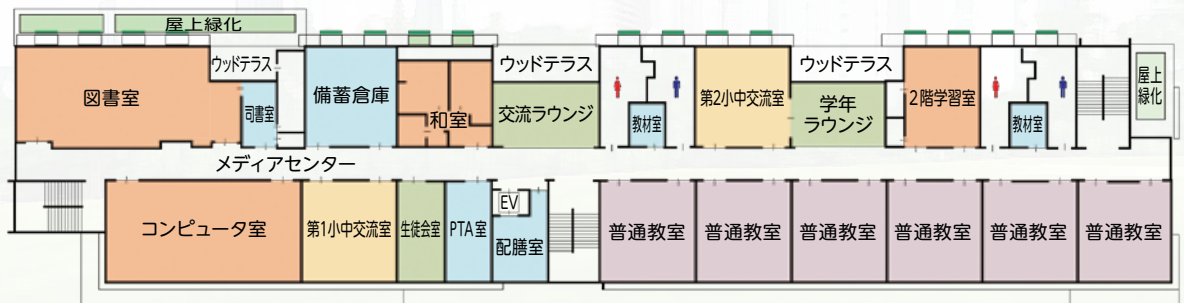 屋上緑化
ウッドテラス
ウッドテラス
ウッドテラス
屋上
緑化
図書室
司書室
備蓄倉庫
和室
交流ラウンジ
教材室
第2小中交流室
学年
ラウンジ
2階学習室
教材室
メディアセンター
コンピュータ室
第1小中交流室
生徒会室
PTA室
EV
配膳室
普通教室
普通教室
普通教室
普通教室
普通教室
普通教室